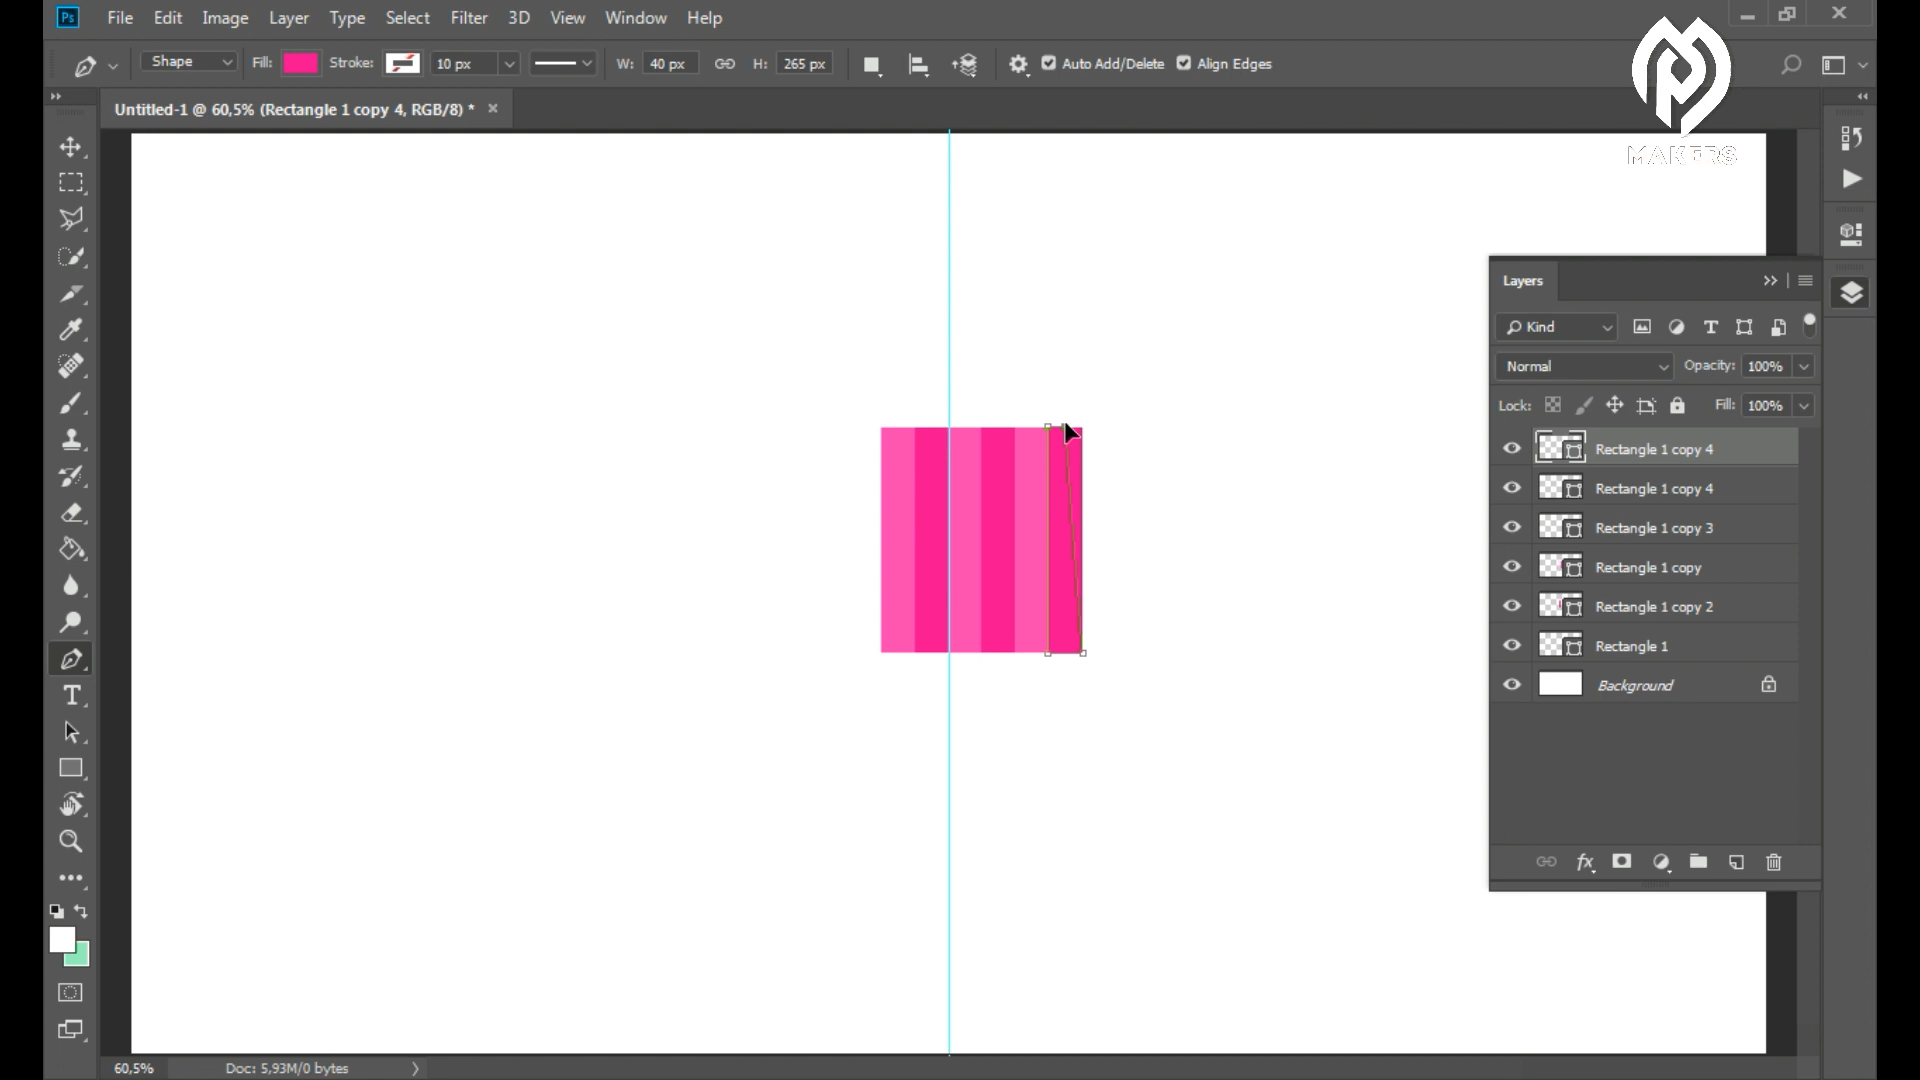 Ps File Edit Image Layer Type Select Filter 3D View Window Help
Shape Fill: Stroke: 10 px W: 40 px H: 265 px Auto Add/Delete Align Edges
Untitled-1 @ 60,5% (Rectangle 1 copy 4, RGB/8) *
MAKERS
Layers
Kind
Normal Opacity: 100%
Lock: Fill: 100%
Rectangle 1 copy 4
Rectangle 1 copy 4
Rectangle 1 copy 3
Rectangle 1 copy
Rectangle 1 copy 2
Rectangle 1
Background
fx
60,5% Doc: 5,93M/0 bytes